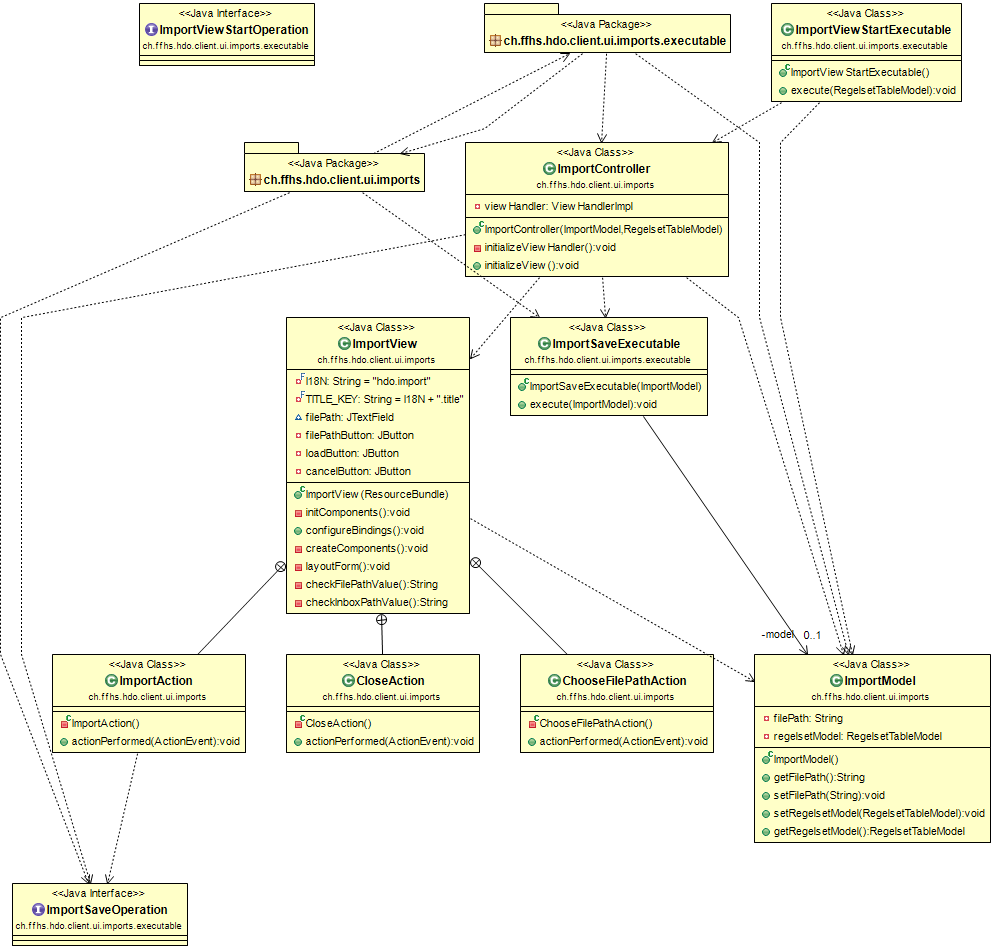 <<Java Interface>>
ImportViewStartOperation
ch.ffhs.hdo.client.ui.imports.executable
<<Java Package>>
ch.ffhs.hdo.client.ui.imports.executable
<<Java Class>>
ImportViewStartExecutable
ch.ffhs.hdo.client.ui.imports.executable
ImportViewStartExecutable()
execute(RegelsetTableModel):void
<<Java Package>>
ch.ffhs.hdo.client.ui.imports
<<Java Class>>
ImportController
ch.ffhs.hdo.client.ui.imports
viewHandler: ViewHandlerImpl
ImportController(ImportModel,RegelsetTableModel)
initializeViewHandler():void
initializeView():void
<<Java Class>>
ImportView
ch.ffhs.hdo.client.ui.imports
I18N: String = "hdo.import"
TITLE_KEY: String = I18N + ".title"
filePath: JTextField
filePathButton: JButton
loadButton: JButton
cancelButton: JButton
ImportView(ResourceBundle)
initComponents():void
configureBindings():void
createComponents():void
layoutForm():void
checkFilePathValue():String
checkInboxPathValue():String
<<Java Class>>
ImportSaveExecutable
ch.ffhs.hdo.client.ui.imports.executable
ImportSaveExecutable(ImportModel)
execute(ImportModel):void
-model 0..1
<<Java Class>>
ImportAction
ch.ffhs.hdo.client.ui.imports
ImportAction()
actionPerformed(ActionEvent):void
<<Java Class>>
CloseAction
ch.ffhs.hdo.client.ui.imports
CloseAction()
actionPerformed(ActionEvent):void
<<Java Class>>
ChooseFilePathAction
ch.ffhs.hdo.client.ui.imports
ChooseFilePathAction()
actionPerformed(ActionEvent):void
<<Java Class>>
ImportModel
ch.ffhs.hdo.client.ui.imports
filePath: String
regelsetModel: RegelsetTableModel
ImportModel()
getFilePath():String
setFilePath(String):void
setRegelsetModel(RegelsetTableModel):void
getRegelsetModel():RegelsetTableModel
<<Java Interface>>
ImportSaveOperation
ch.ffhs.hdo.client.ui.imports.executable